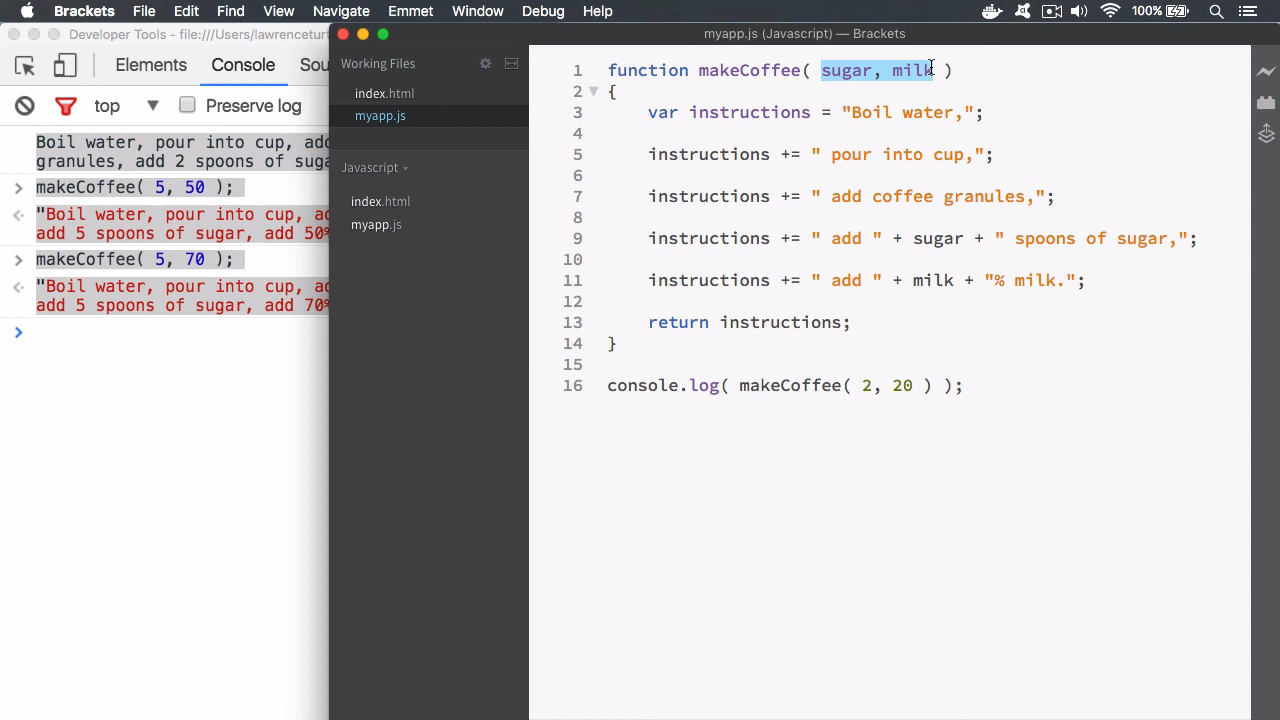 Brackets File Edit Find View Navigate Emmet Window Debug Help 100%
Developer Tools - file:///Users/lawrencetur
myapp.js (Javascript) — Brackets
Elements Console Sou
top Preserve log
Boil water, pour into cup, add
granules, add 2 spoons of suga
makeCoffee( 5, 50 );
"Boil water, pour into cup, ad
add 5 spoons of sugar, add 50%
makeCoffee( 5, 70 );
"Boil water, pour into cup, ad
add 5 spoons of sugar, add 70%
Working Files
index.html
myapp.js
Javascript
index.html
myapp.js
1 function makeCoffee( sugar, milk )
2 {
3 var instructions = "Boil water,";
4
5 instructions += " pour into cup,";
6
7 instructions += " add coffee granules,";
8
9 instructions += " add " + sugar + " spoons of sugar,";
10
11 instructions += " add " + milk + "% milk.";
12
13 return instructions;
14 }
15
16 console.log( makeCoffee( 2, 20 ) );